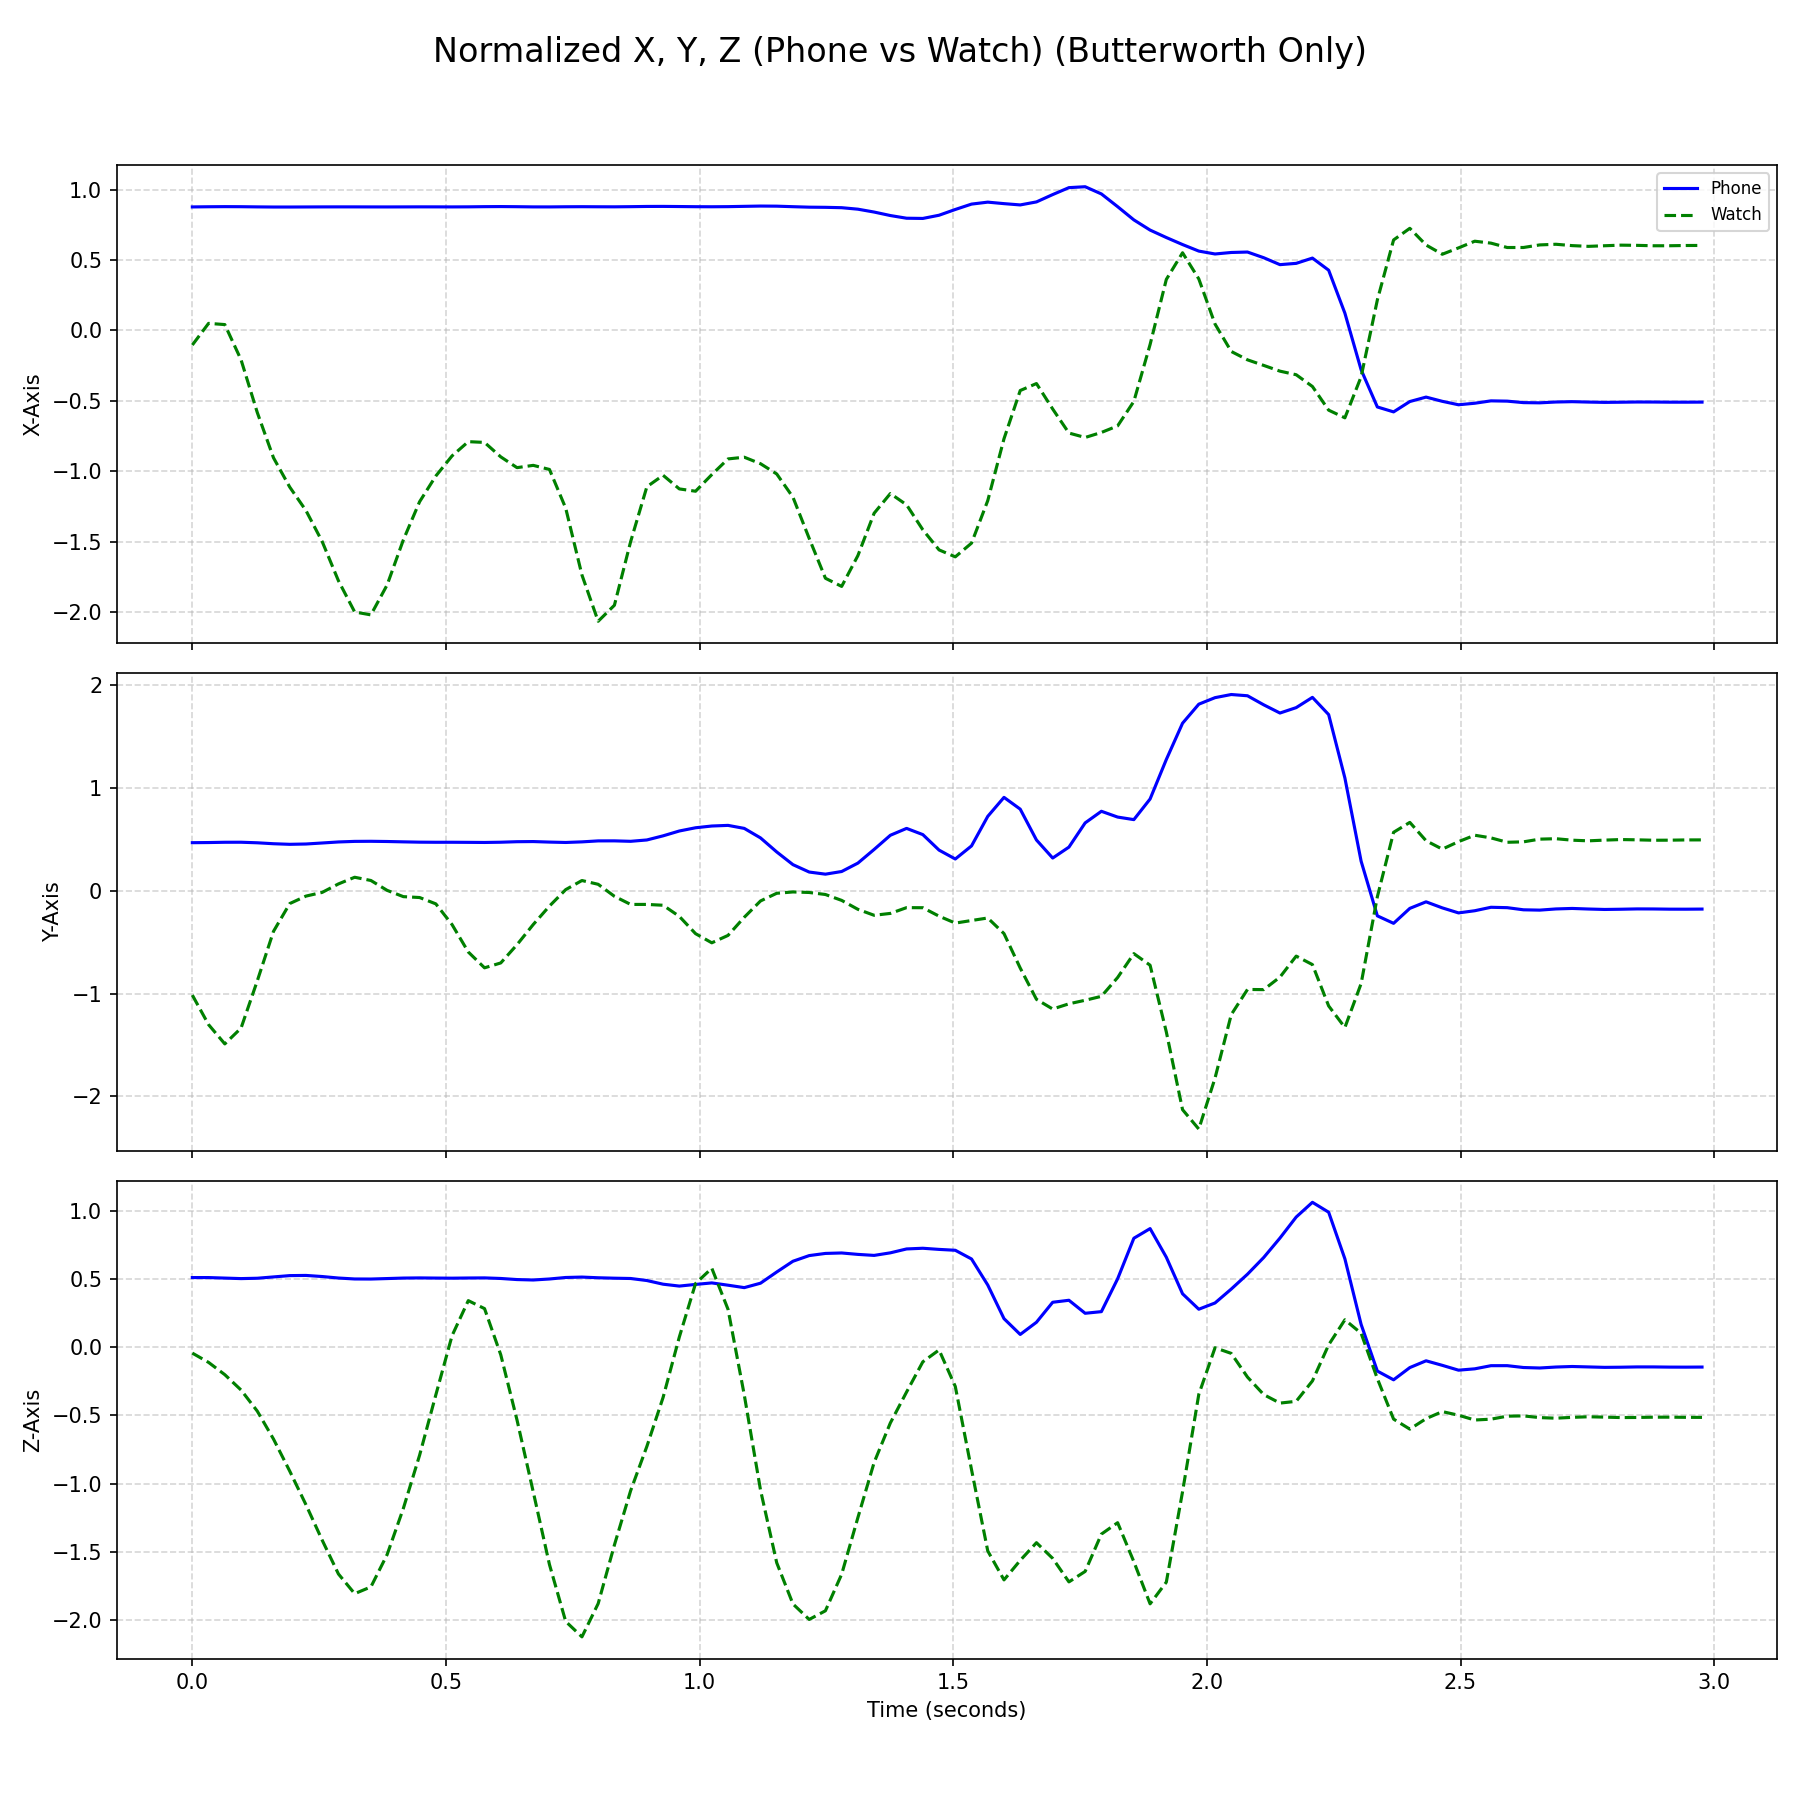 Normalized X, Y, Z (Phone vs Watch) (Butterworth Only)
Phone
Watch
1.0
0.5
0.0
−0.5
−1.0
−1.5
−2.0
X-Axis
2
1
0
−1
−2
Y-Axis
1.0
0.5
0.0
−0.5
−1.0
−1.5
−2.0
Z-Axis
0.0 0.5 1.0 1.5 2.0 2.5 3.0
Time (seconds)